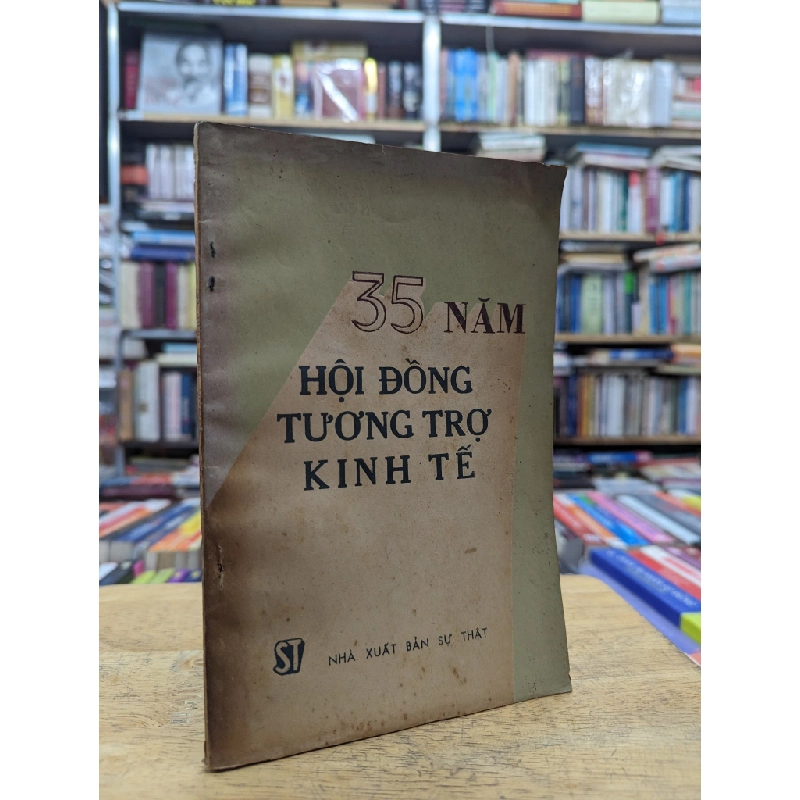 35 NĂM
HỘI ĐỒNG
TƯƠNG TRỢ
KINH TẾ
ST NHÀ XUẤT BẢN SỰ THẬT